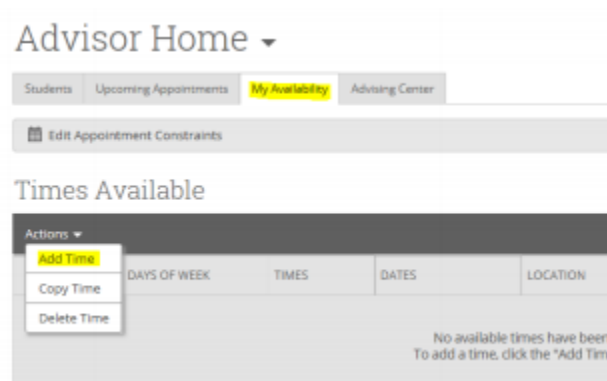 Advisor Home
Students Upcoming Appointments My Availability Advising Center
Edit Appointment Constraints
Times Available
Actions
Add Time
Copy Time
Delete Time
DAYS OF WEEK TIMES DATES LOCATION
No available times have been
To add a time, click the "Add Tim